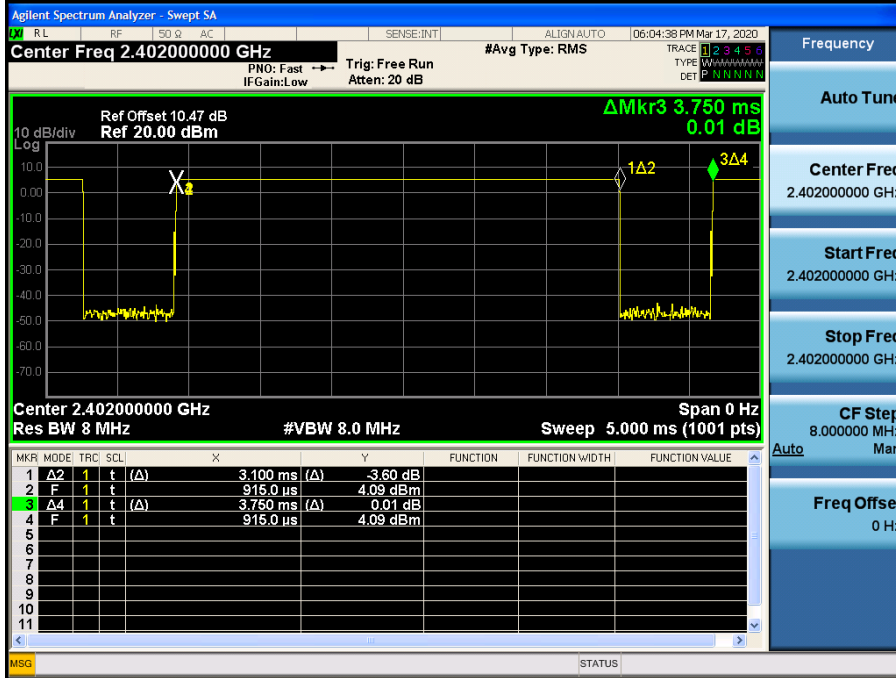 Agilent Spectrum Analyzer - Swept SA
LXI RL RF 50 Ω AC SENSE:INT ALIGN AUTO 06:04:38 PM Mar 17, 2020
Center Freq 2.402000000 GHz #Avg Type: RMS TRACE 1 2 3 4 5 6
PNO: Fast Trig: Free Run TYPE WWWWWW
IFGain:Low Atten: 20 dB DET P N N N N N
ΔMkr3 3.750 ms
0.01 dB
Ref Offset 10.47 dB
10 dB/div Ref 20.00 dBm
Log
10.0
0.00
-10.0
-20.0
-30.0
-40.0
-50.0
-60.0
-70.0
1Δ2
3Δ4
Center 2.402000000 GHz Span 0 Hz
Res BW 8 MHz #VBW 8.0 MHz Sweep 5.000 ms (1001 pts)
MKR MODE TRC SCL X Y FUNCTION FUNCTION WIDTH FUNCTION VALUE
1 Δ2 1 t (Δ) 3.100 ms (Δ) -3.60 dB
2 F 1 t 915.0 µs 4.09 dBm
3 Δ4 1 t (Δ) 3.750 ms (Δ) 0.01 dB
4 F 1 t 915.0 µs 4.09 dBm
5
6
7
8
9
10
11
MSG STATUS
Frequency
Auto Tune
Center Freq
2.402000000 GHz
Start Freq
2.402000000 GHz
Stop Freq
2.402000000 GHz
CF Step
8.000000 MHz
Auto Man
Freq Offset
0 Hz